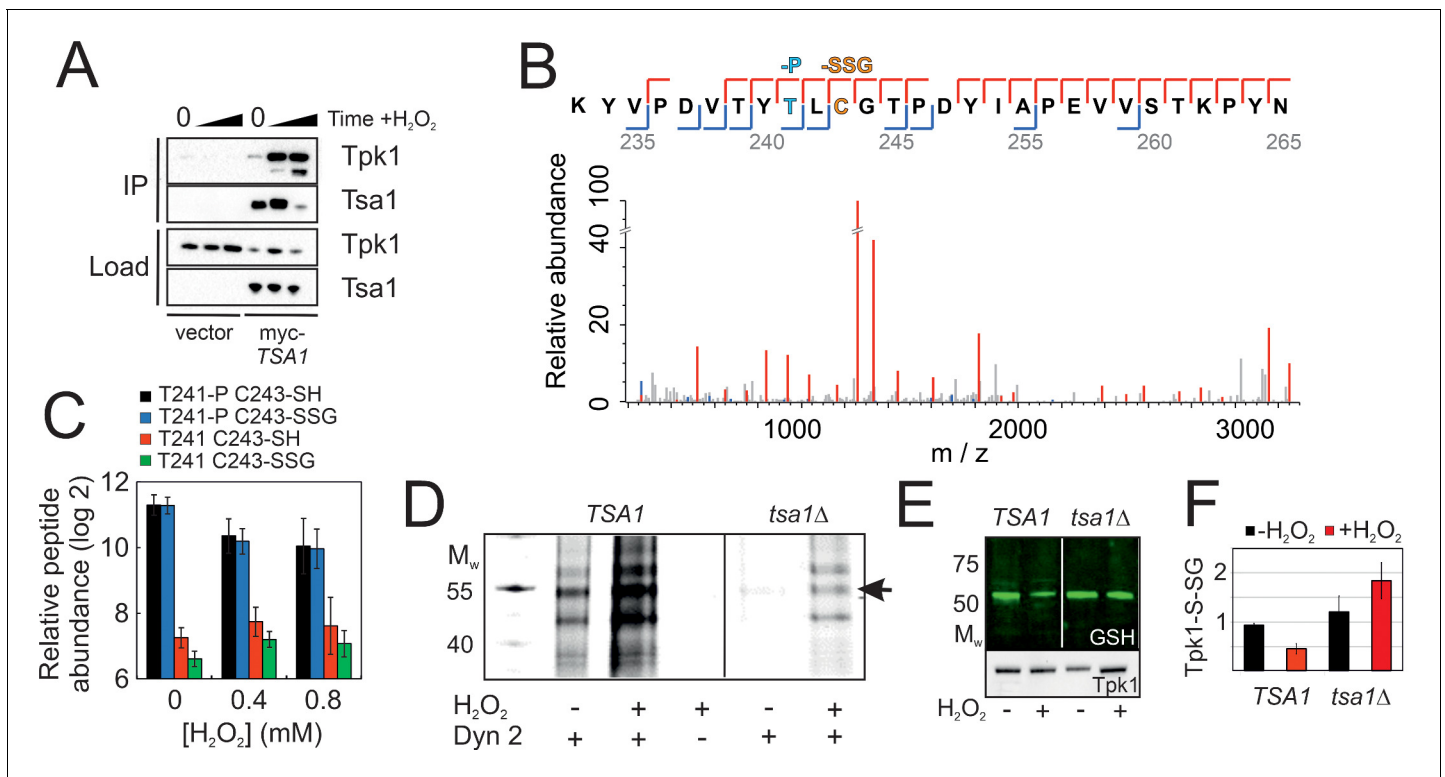 A
0 0 Time +H₂O₂
IP
Tpk1
Tsa1
Load
Tpk1
Tsa1
vector
myc-
TSA1
B
-P -SSG
K Y V P D V T Y T L C G T P D Y I A P E V V S T K P Y N
235 240 245 255 260 265
Relative abundance
100
40
20
0
1000 2000 3000
m / z
C
T241-P C243-SH
T241-P C243-SSG
T241 C243-SH
T241 C243-SSG
Relative peptide
abundance (log 2)
12
10
8
6
0 0.4 0.8
[H₂O₂] (mM)
D
TSA1 tsa1Δ
Mw
55
40
H₂O₂ - + + - +
Dyn 2 + + - + +
E
TSA1 tsa1Δ
75
50
Mw
GSH
Tpk1
H₂O₂ - + - +
F
-H₂O₂ +H₂O₂
Tpk1-S-SG
2
1
TSA1 tsa1Δ